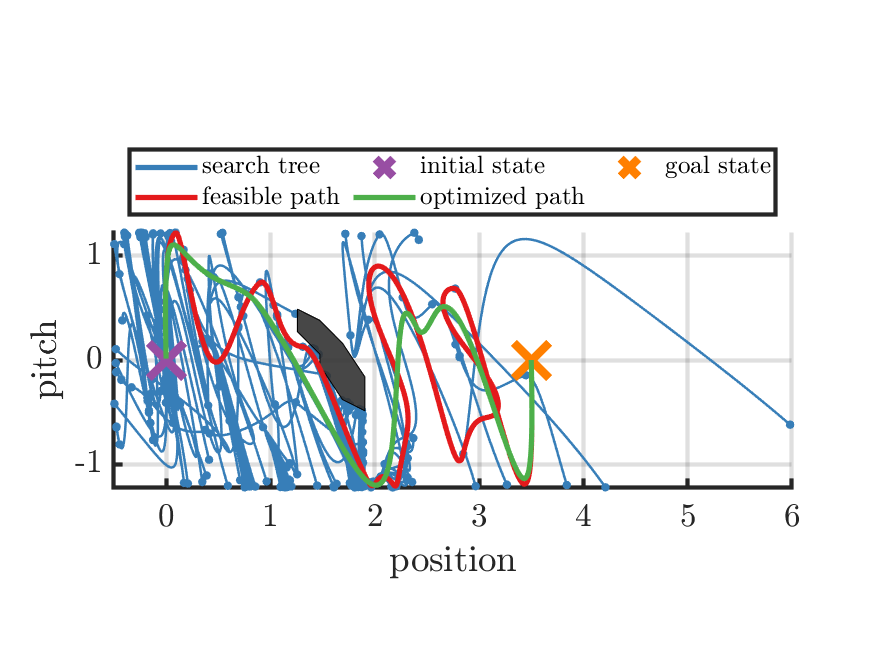 search tree initial state goal state
feasible path optimized path
1
0
-1
pitch
0 1 2 3 4 5 6
position